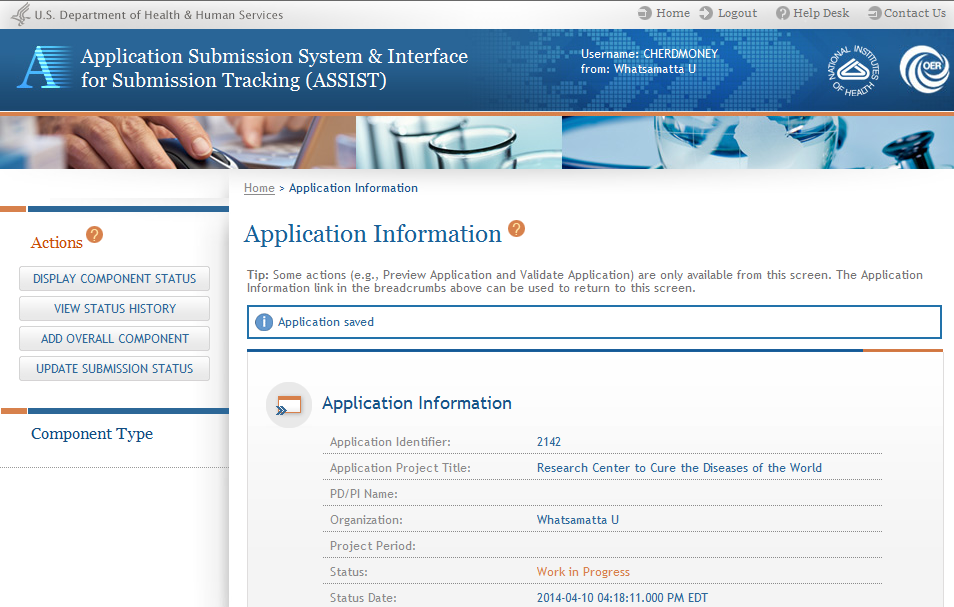 U.S. Department of Health & Human Services
Home Logout Help Desk Contact Us
A
Application Submission System & Interface
for Submission Tracking (ASSIST)
Username: CHERDMONEY
from: Whatsamatta U
NATIONAL INSTITUTES OF HEALTH
OER
Home > Application Information
Actions ?
DISPLAY COMPONENT STATUS
VIEW STATUS HISTORY
ADD OVERALL COMPONENT
UPDATE SUBMISSION STATUS
Component Type
Application Information ?
Tip: Some actions (e.g., Preview Application and Validate Application) are only available from this screen. The Application
Information link in the breadcrumbs above can be used to return to this screen.
i Application saved
Application Information
Application Identifier: 2142
Application Project Title: Research Center to Cure the Diseases of the World
PD/PI Name:
Organization: Whatsamatta U
Project Period:
Status: Work in Progress
Status Date: 2014-04-10 04:18:11.000 PM EDT